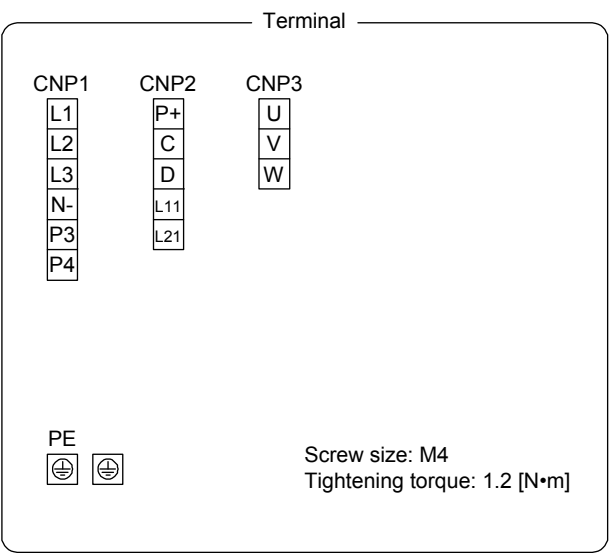 Terminal
CNP1
L1
L2
L3
N-
P3
P4
CNP2
P+
C
D
L11
L21
CNP3
U
V
W
PE
Screw size: M4
Tightening torque: 1.2 [N•m]